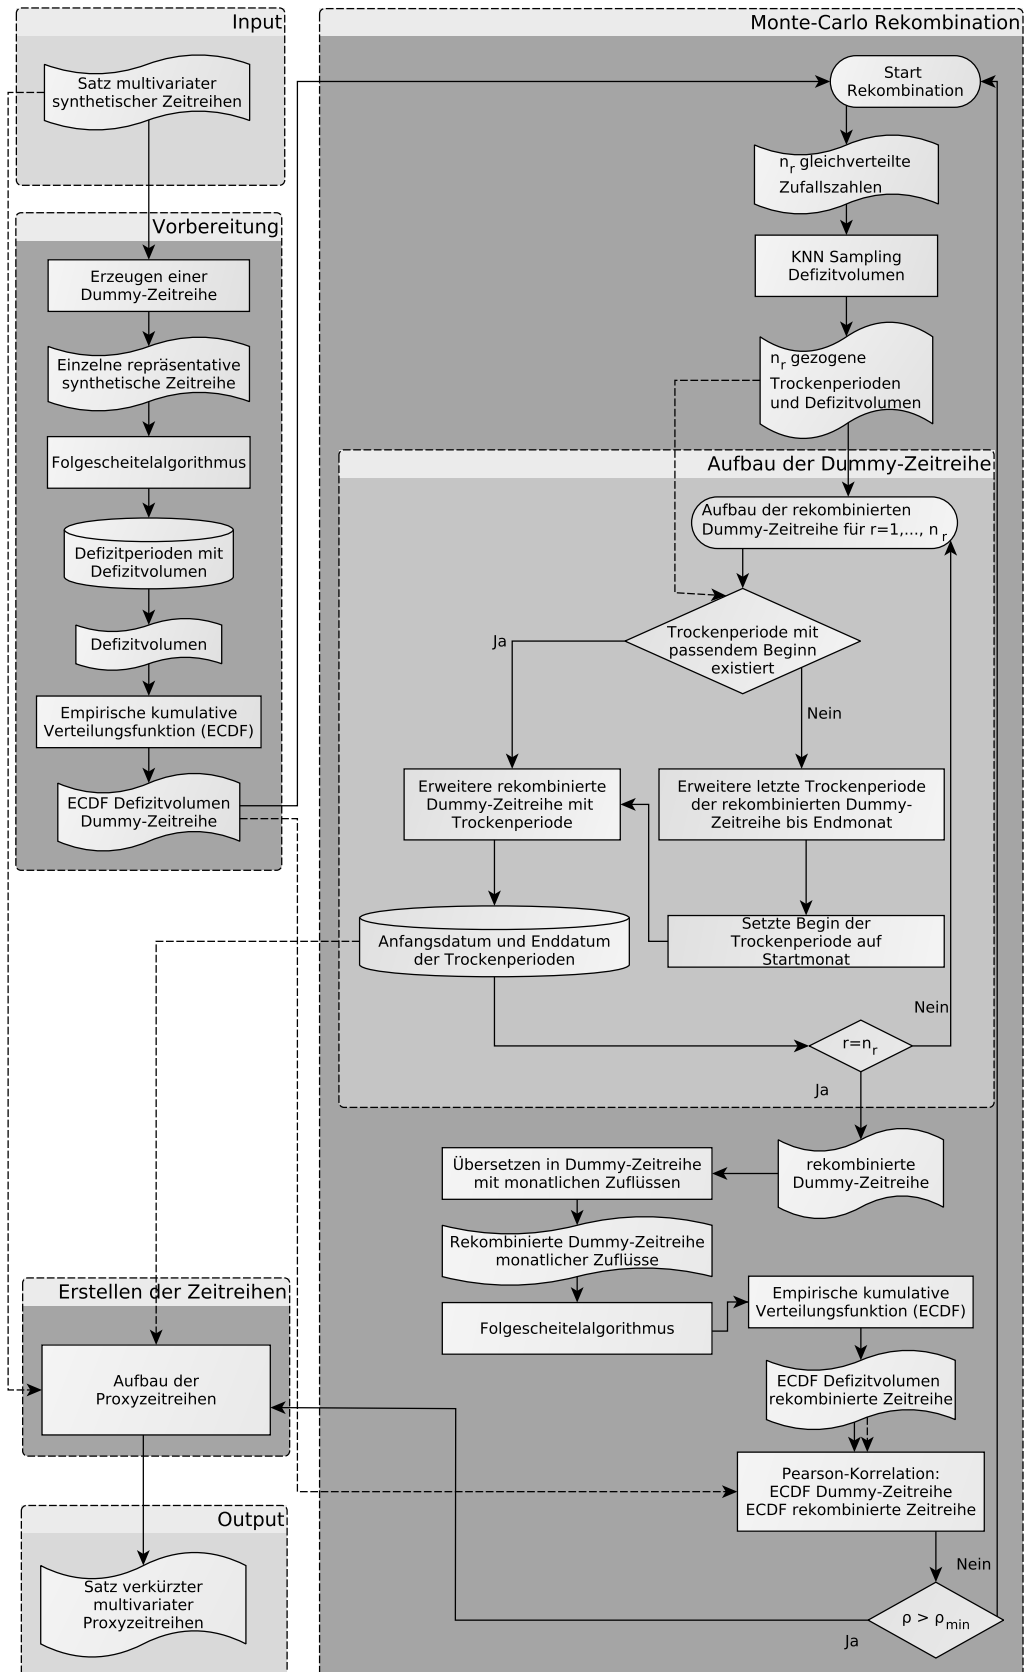 Input
Satz multivariater
synthetischer Zeitreihen
Vorbereitung
Erzeugen einer
Dummy-Zeitreihe
Einzelne repräsentative
synthetische Zeitreihe
Folgescheitelalgorithmus
Defizitperioden mit
Defizitvolumen
Defizitvolumen
Empirische kumulative
Verteilungsfunktion (ECDF)
ECDF Defizitvolumen
Dummy-Zeitreihe
Monte-Carlo Rekombination
Start
Rekombination
n_r gleichverteilte
Zufallszahlen
KNN Sampling
Defizitvolumen
n_r gezogene
Trockenperioden
und Defizitvolumen
Aufbau der Dummy-Zeitreihe
Aufbau der rekombinierten
Dummy-Zeitreihe für r=1,..., n_r
Trockenperiode mit
passendem Beginn
existiert
Ja
Nein
Erweitere rekombinierte
Dummy-Zeitreihe mit
Trockenperiode
Erweitere letzte Trockenperiode
der rekombinierten Dummy-
Zeitreihe bis Endmonat
Setzte Begin der
Trockenperiode auf
Startmonat
Anfangsdatum und Enddatum
der Trockenperioden
Nein
r=n_r
Ja
rekombinierte
Dummy-Zeitreihe
Übersetzen in Dummy-Zeitreihe
mit monatlichen Zuflüssen
Rekombinierte Dummy-Zeitreihe
monatlicher Zuflüsse
Folgescheitelalgorithmus
Empirische kumulative
Verteilungsfunktion (ECDF)
ECDF Defizitvolumen
rekombinierte Zeitreihe
Pearson-Korrelation:
ECDF Dummy-Zeitreihe
ECDF rekombinierte Zeitreihe
Nein
ρ > ρ_min
Ja
Erstellen der Zeitreihen
Aufbau der
Proxyzeitreihen
Output
Satz verkürzter
multivariater
Proxyzeitreihen